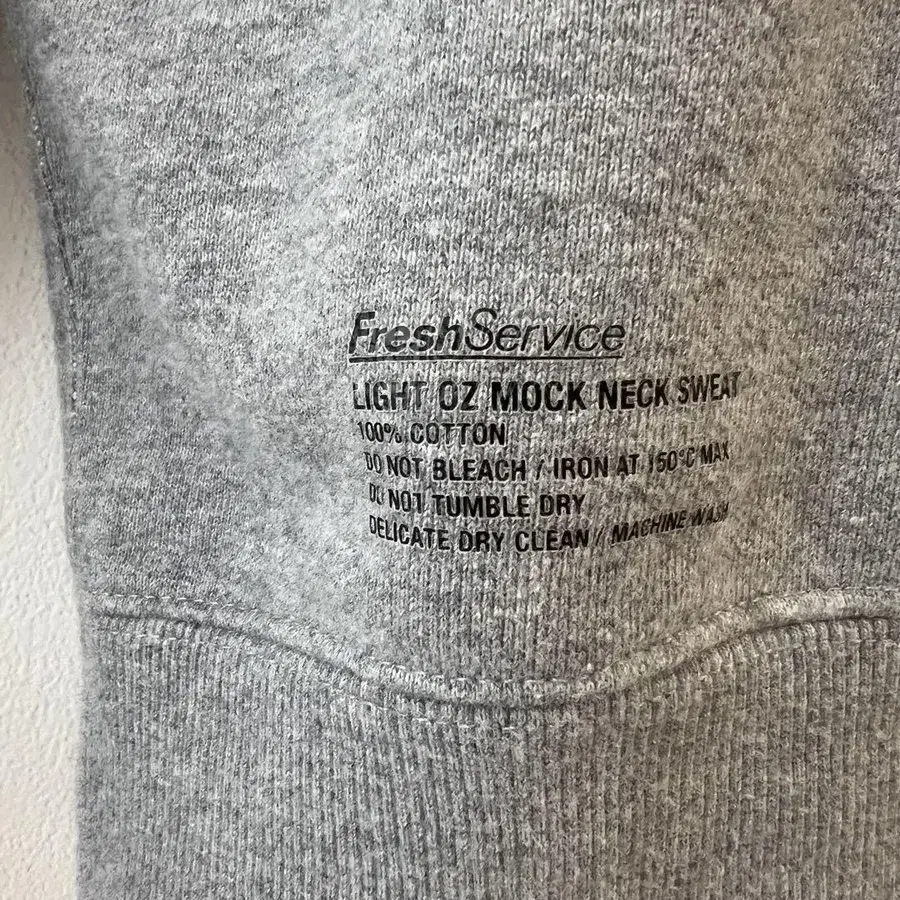 FreshService
LIGHT OZ MOCK NECK SWEAT
100% COTTON
DO NOT BLEACH / IRON AT 150°C MAX
DO NOT TUMBLE DRY
DELICATE DRY CLEAN / MACHINE WASH